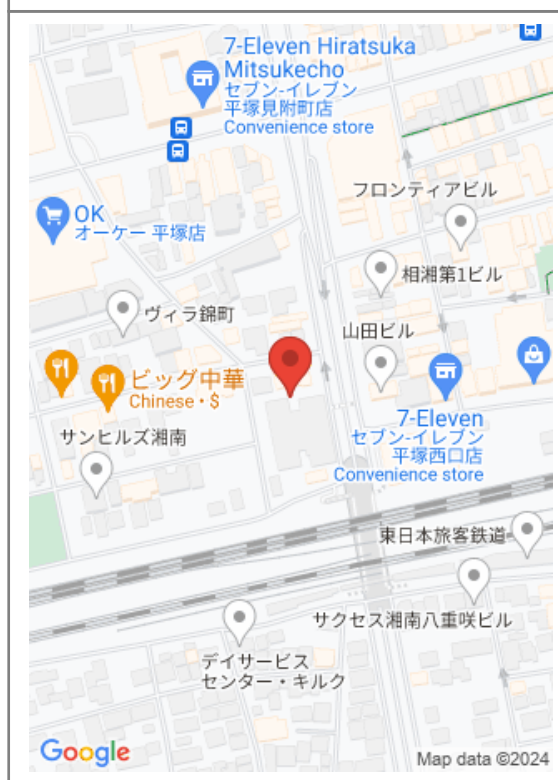 7-Eleven Hiratsuka
Mitsukecho
セブン-イレブン
平塚見附町店
Convenience store
フロンティアビル
OK
オーケー 平塚店
相湘第1ビル
ヴィラ錦町
山田ビル
ビッグ中華
Chinese・$
7-Eleven
セブン-イレブン
平塚西口店
Convenience store
サンヒルズ湘南
東日本旅客鉄道
サクセス湘南八重咲ビル
デイサービス
センター・キルク
Google
Map data ©2024